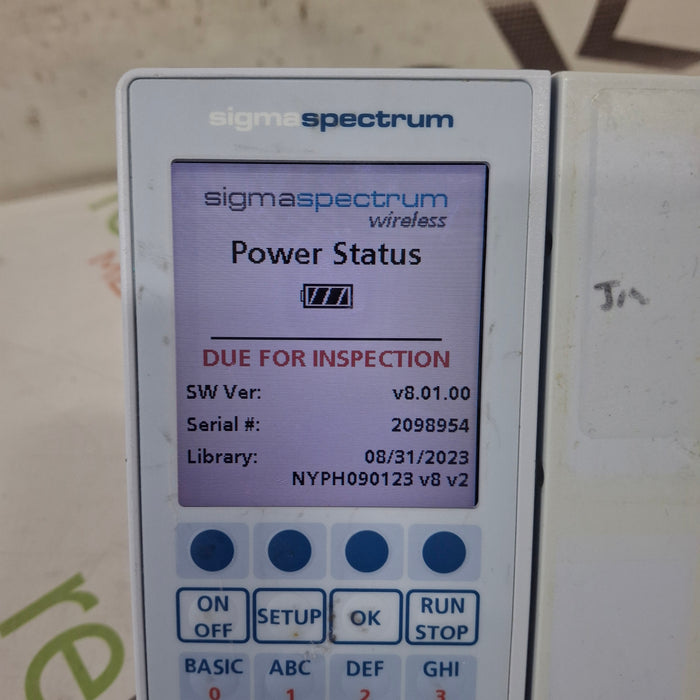 sigmaspectrum
sigmaspectrum
wireless
Power Status
DUE FOR INSPECTION
SW Ver: v8.01.00
Serial #: 2098954
Library: 08/31/2023
NYPH090123 v8 v2
ON OFF
SETUP
OK
RUN STOP
BASIC ABC DEF GHI
0 1 2 3